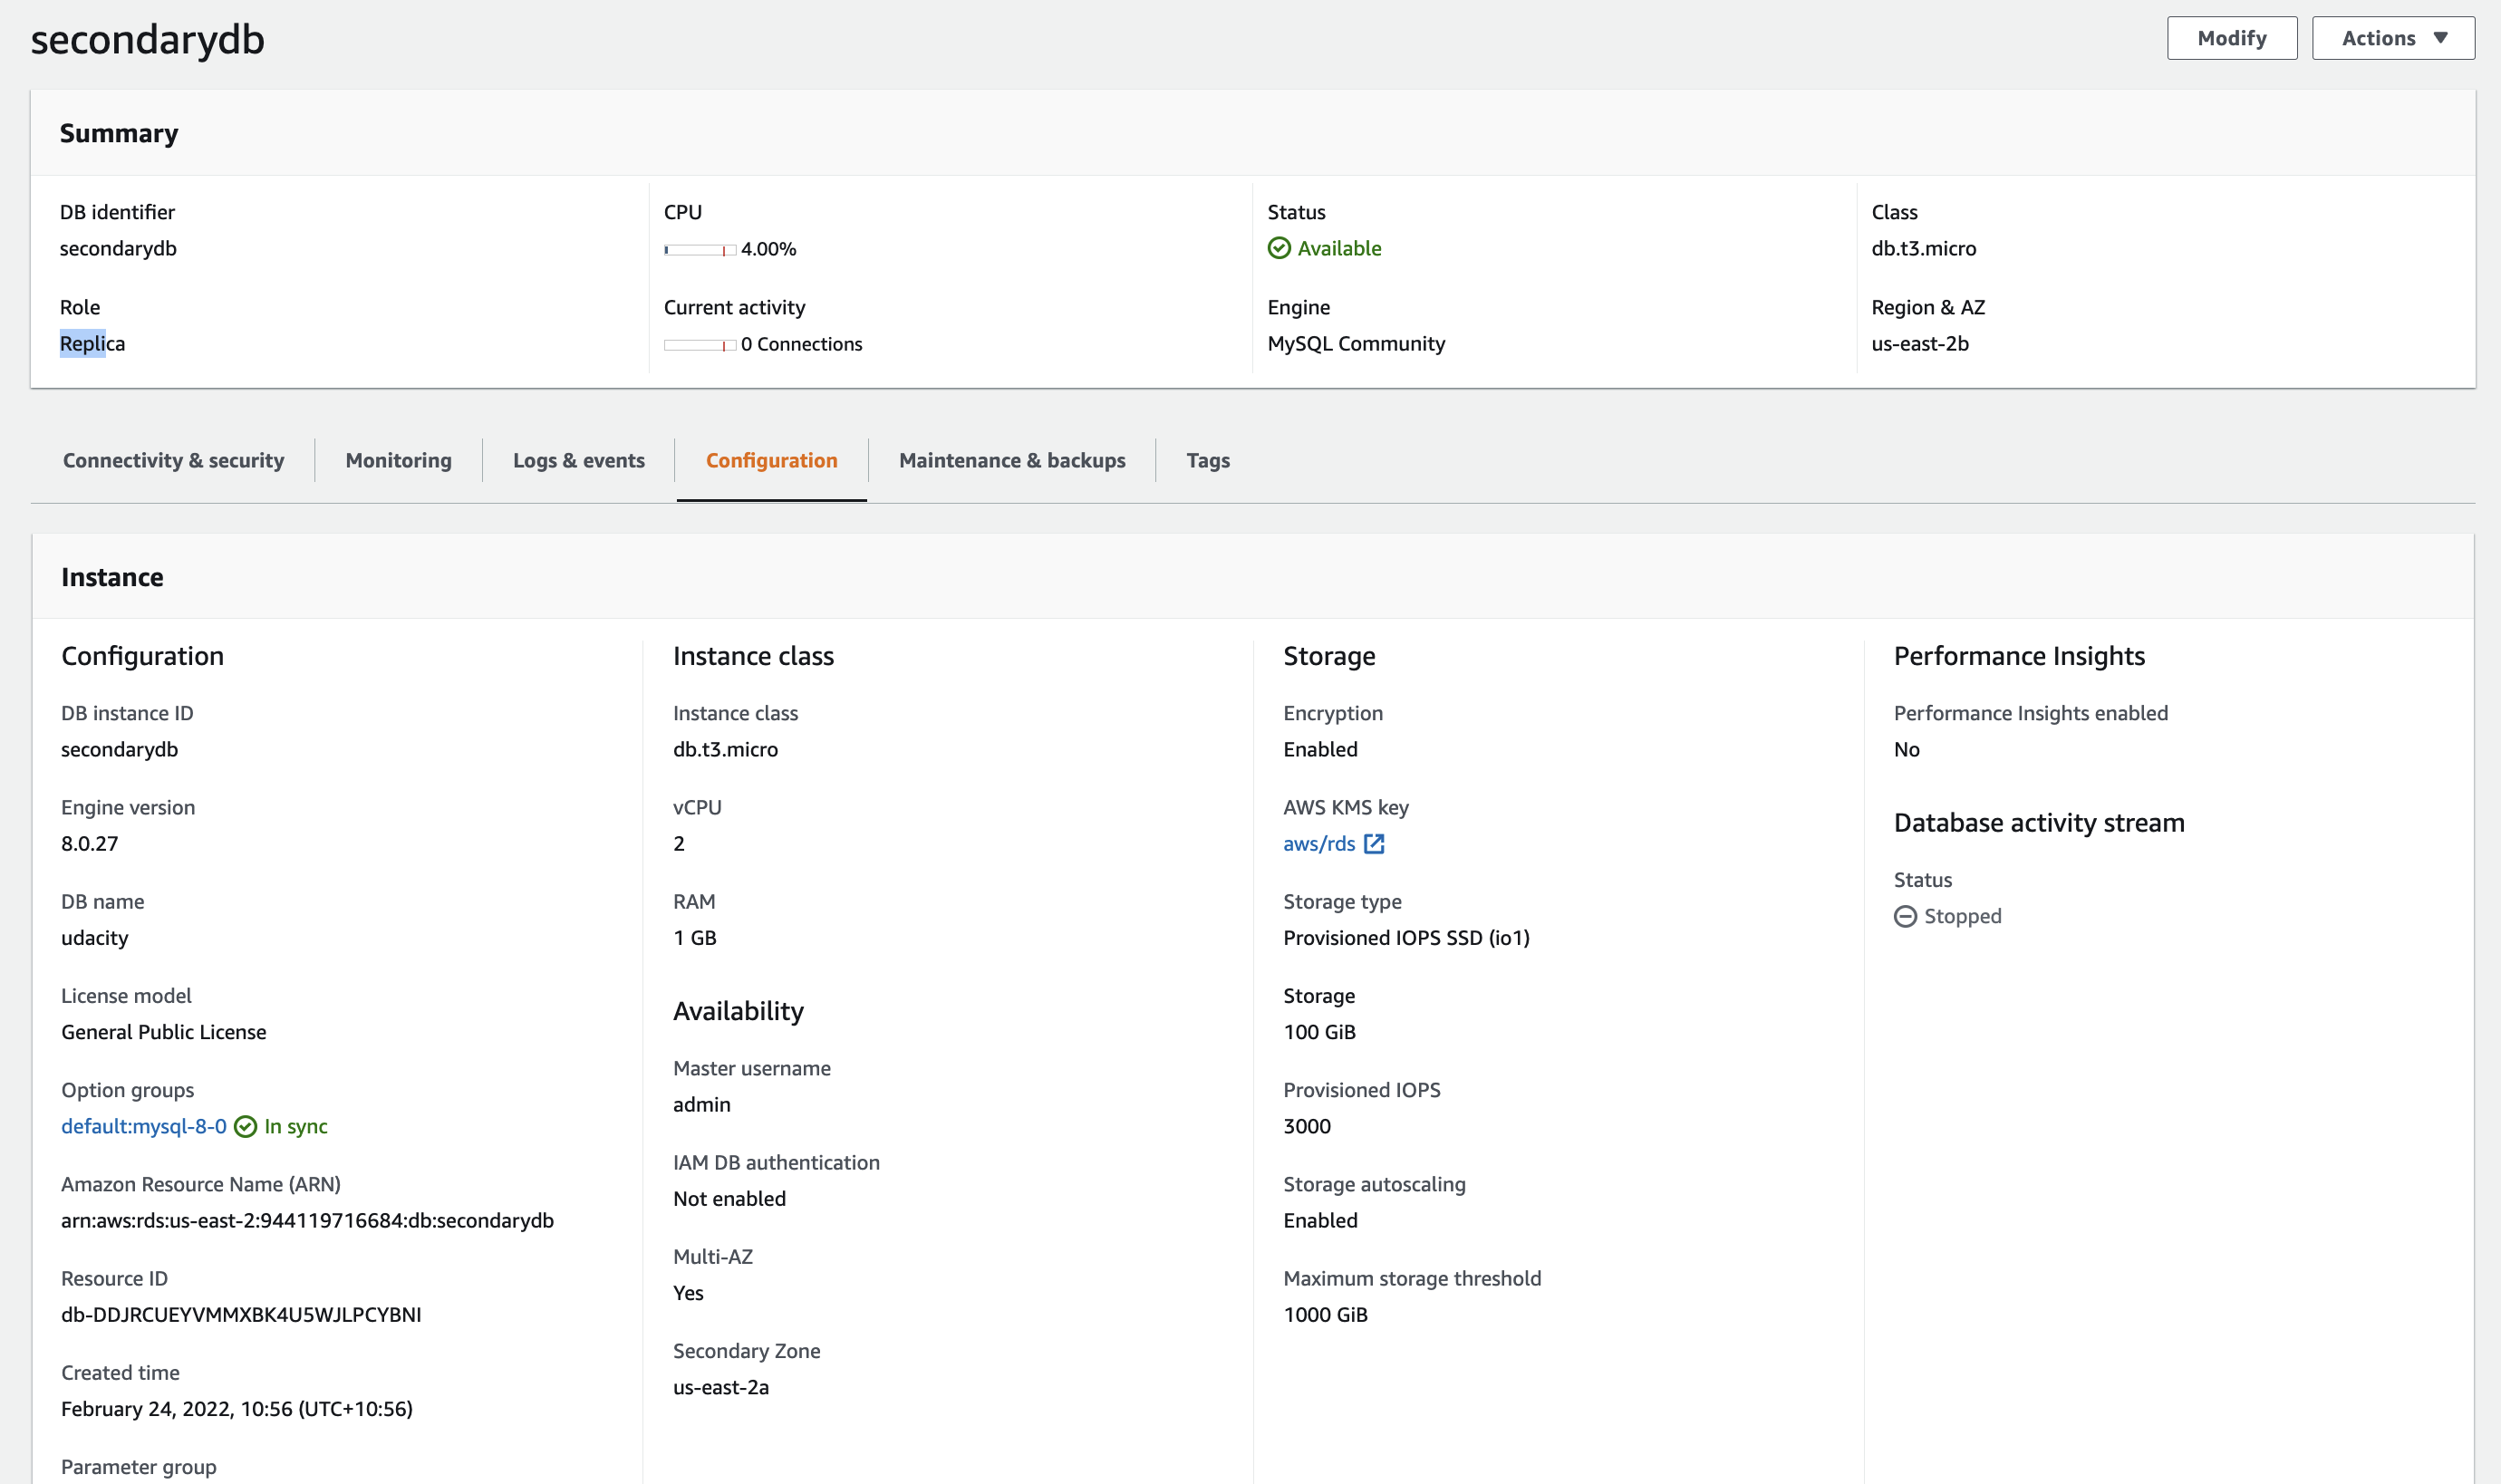 secondarydb
Modify
Actions
Summary
DB identifier
secondarydb
CPU
4.00%
Status
Available
Class
db.t3.micro
Role
Replica
Current activity
0 Connections
Engine
MySQL Community
Region & AZ
us-east-2b
Connectivity & security
Monitoring
Logs & events
Configuration
Maintenance & backups
Tags
Instance
Configuration
DB instance ID
secondarydb
Engine version
8.0.27
DB name
udacity
License model
General Public License
Option groups
default:mysql-8-0 In sync
Amazon Resource Name (ARN)
arn:aws:rds:us-east-2:944119716684:db:secondarydb
Resource ID
db-DDJRCUEYVMMXBK4U5WJLPCYBNI
Created time
February 24, 2022, 10:56 (UTC+10:56)
Parameter group
Instance class
Instance class
db.t3.micro
vCPU
2
RAM
1 GB
Availability
Master username
admin
IAM DB authentication
Not enabled
Multi-AZ
Yes
Secondary Zone
us-east-2a
Storage
Encryption
Enabled
AWS KMS key
aws/rds
Storage type
Provisioned IOPS SSD (io1)
Storage
100 GiB
Provisioned IOPS
3000
Storage autoscaling
Enabled
Maximum storage threshold
1000 GiB
Performance Insights
Performance Insights enabled
No
Database activity stream
Status
Stopped